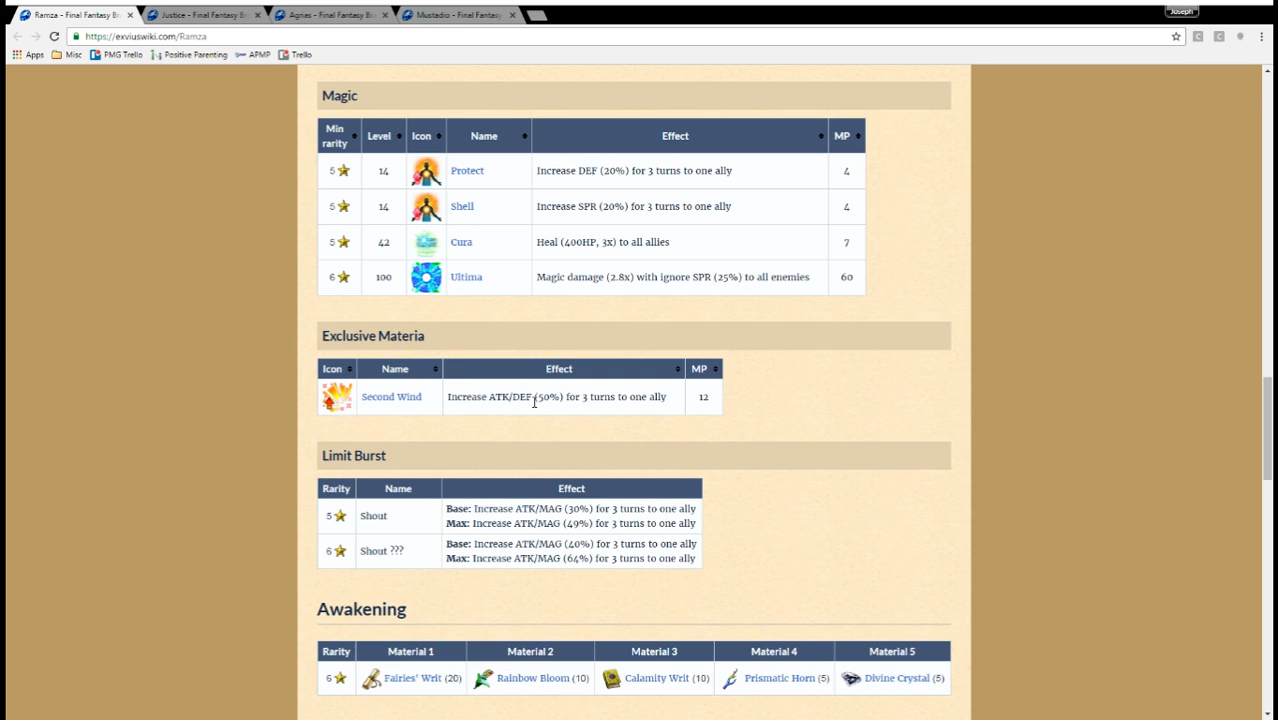 Ramza - Final Fantasy Br
Justice - Final Fantasy Br
Agrias - Final Fantasy Br
Mustadio - Final Fantasy
Joseph
https://exviuswiki.com/Ramza
Apps Misc PMG Trello Positive Parenting APMP Trello
Magic
Min rarity Level Icon Name Effect MP
5 14 Protect Increase DEF (20%) for 3 turns to one ally 4
5 14 Shell Increase SPR (20%) for 3 turns to one ally 4
5 42 Cura Heal (400HP, 3x) to all allies 7
6 100 Ultima Magic damage (2.8x) with ignore SPR (25%) to all enemies 60
Exclusive Materia
Icon Name Effect MP
Second Wind Increase ATK/DEF (50%) for 3 turns to one ally 12
Limit Burst
Rarity Name Effect
5 Shout Base: Increase ATK/MAG (30%) for 3 turns to one ally
Max: Increase ATK/MAG (49%) for 3 turns to one ally
6 Shout ??? Base: Increase ATK/MAG (40%) for 3 turns to one ally
Max: Increase ATK/MAG (64%) for 3 turns to one ally
Awakening
Rarity Material 1 Material 2 Material 3 Material 4 Material 5
6 Fairies' Writ (20) Rainbow Bloom (10) Calamity Writ (10) Prismatic Horn (5) Divine Crystal (5)